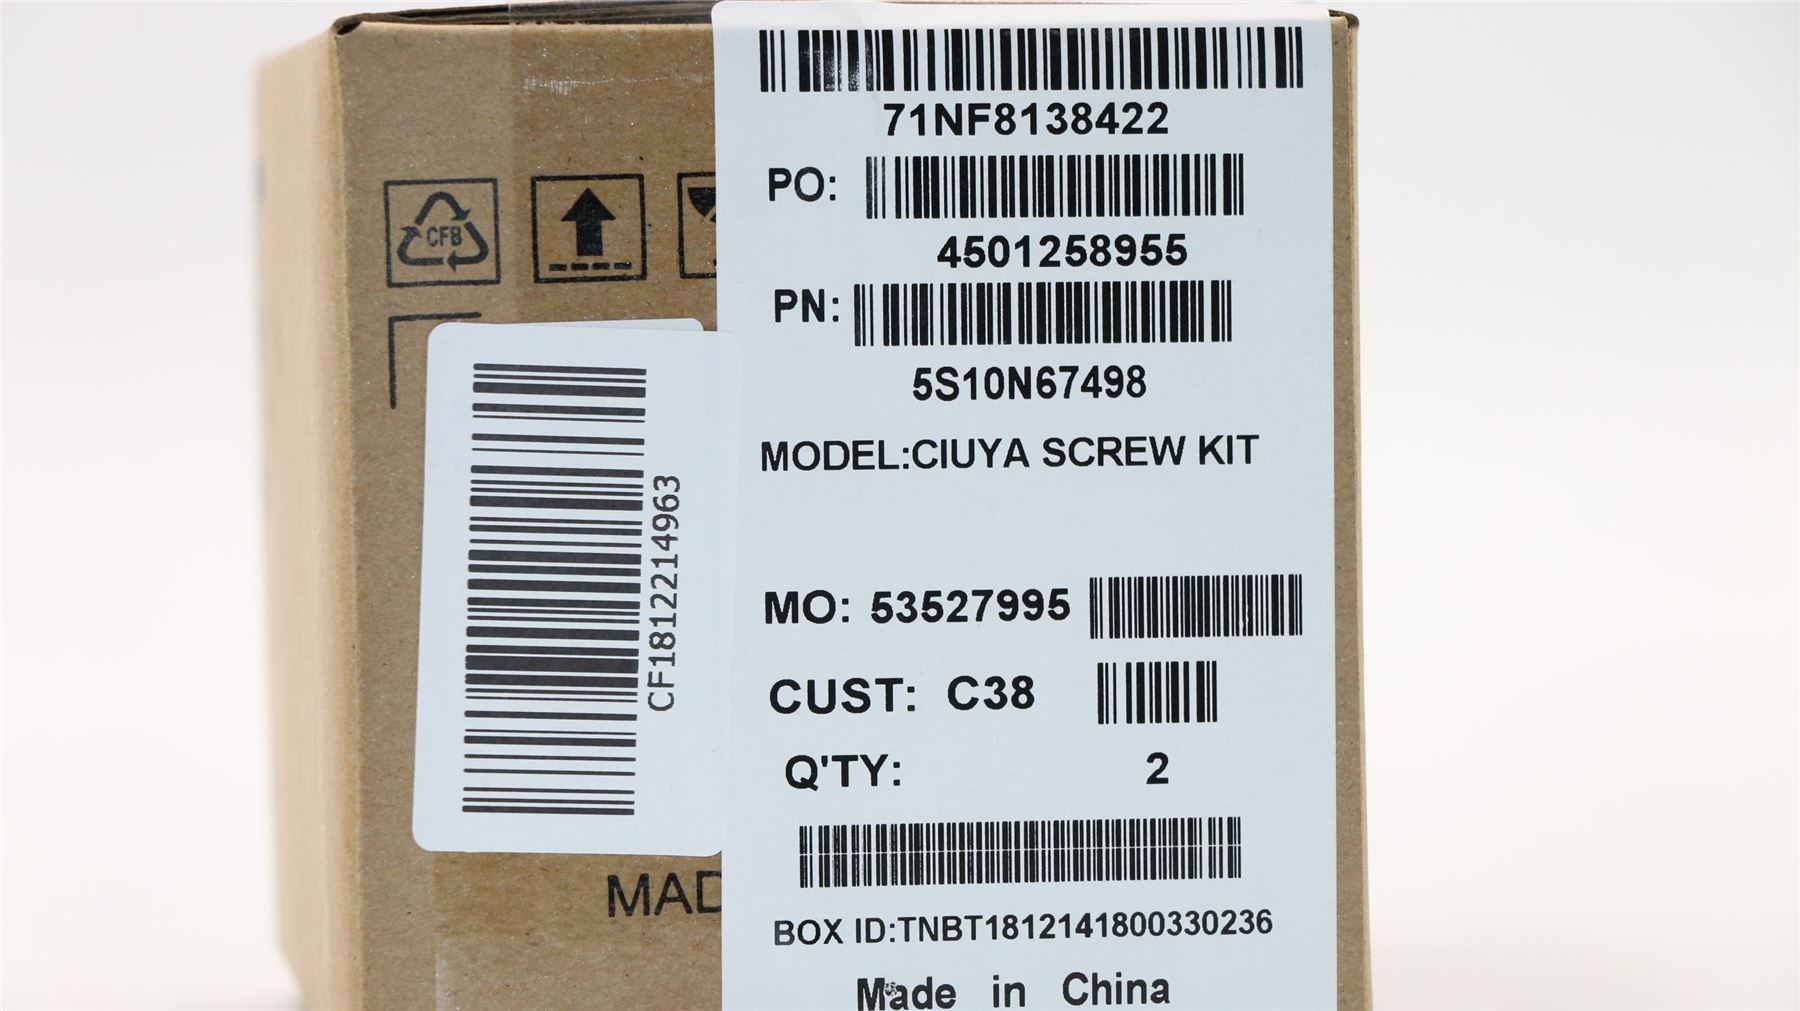 71NF8138422
PO:
4501258955
PN:
5S10N67498
MODEL:CIUYA SCREW KIT
MO: 53527995
CUST: C38
Q'TY: 2
BOX ID:TNBT1812141800330236
Made in China
CFB
CF1812214963
MAD